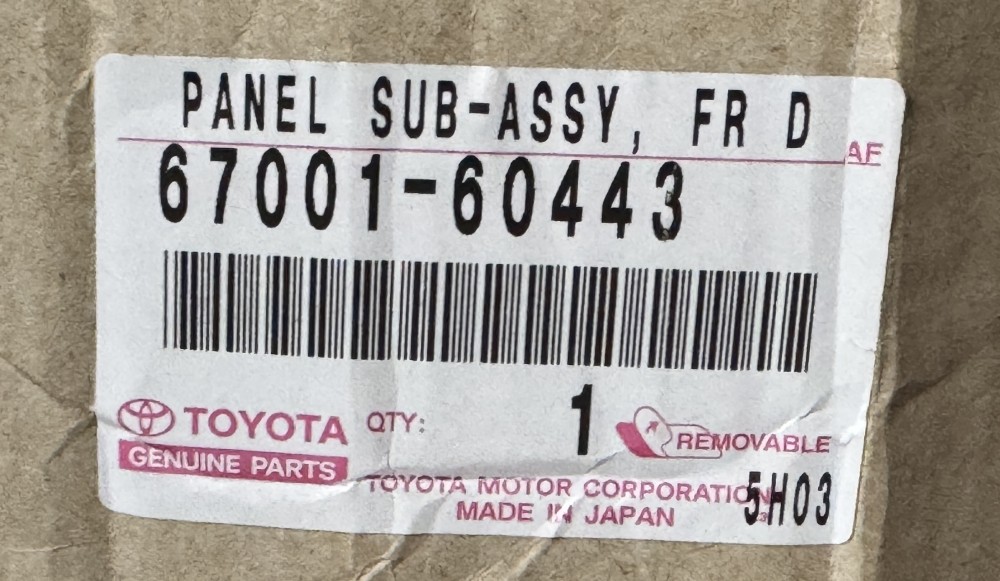 PANEL SUB-ASSY, FR D
AF
67001-60443
TOYOTA QTY: 1 REMOVABLE
GENUINE PARTS
TOYOTA MOTOR CORPORATION 5H03
MADE IN JAPAN